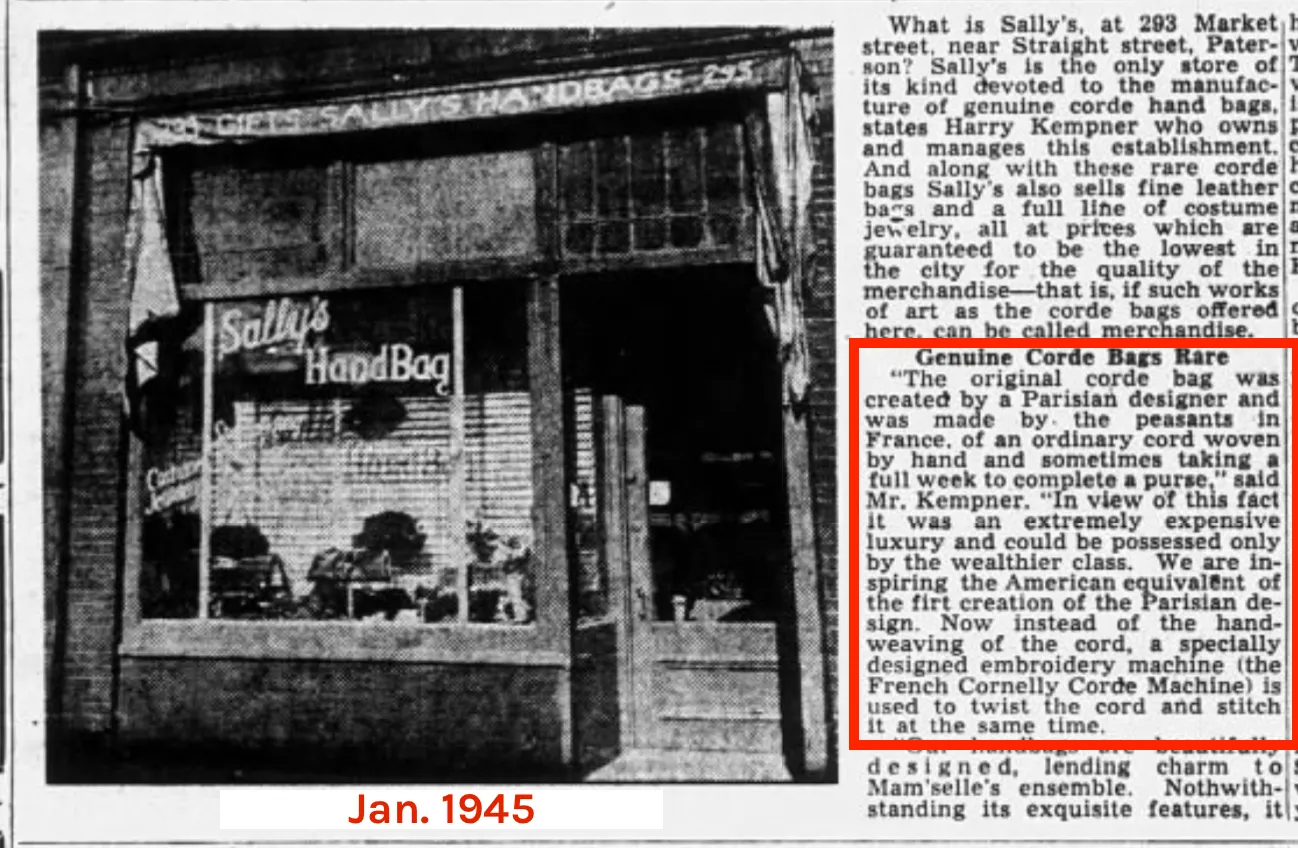 GIFTS SALLY'S HANDBAGS 293
Sally's
HandBag
Jan. 1945
What is Sally's, at 293 Market
street, near Straight street, Pater-
son? Sally's is the only store of
its kind devoted to the manufac-
ture of genuine corde hand bags,
states Harry Kempner who owns
and manages this establishment.
And along with these rare corde
bags Sally's also sells fine leather
bags and a full line of costume
jewelry, all at prices which are
guaranteed to be the lowest in
the city for the quality of the
merchandise—that is, if such works
of art as the corde bags offered
here, can be called merchandise.
Genuine Corde Bags Rare
"The original corde bag was
created by a Parisian designer and
was made by the peasants in
France, of an ordinary cord woven
by hand and sometimes taking a
full week to complete a purse," said
Mr. Kempner. "In view of this fact
it was an extremely expensive
luxury and could be possessed only
by the wealthier class. We are in-
spiring the American equivalent of
the firt creation of the Parisian de-
sign. Now instead of the hand-
weaving of the cord, a specially
designed embroidery machine (the
French Cornelly Corde Machine) is
used to twist the cord and stitch
it at the same time.
"Our handbags are beautifully
designed, lending charm to
Mam'selle's ensemble. Nothwith-
standing its exquisite features, it